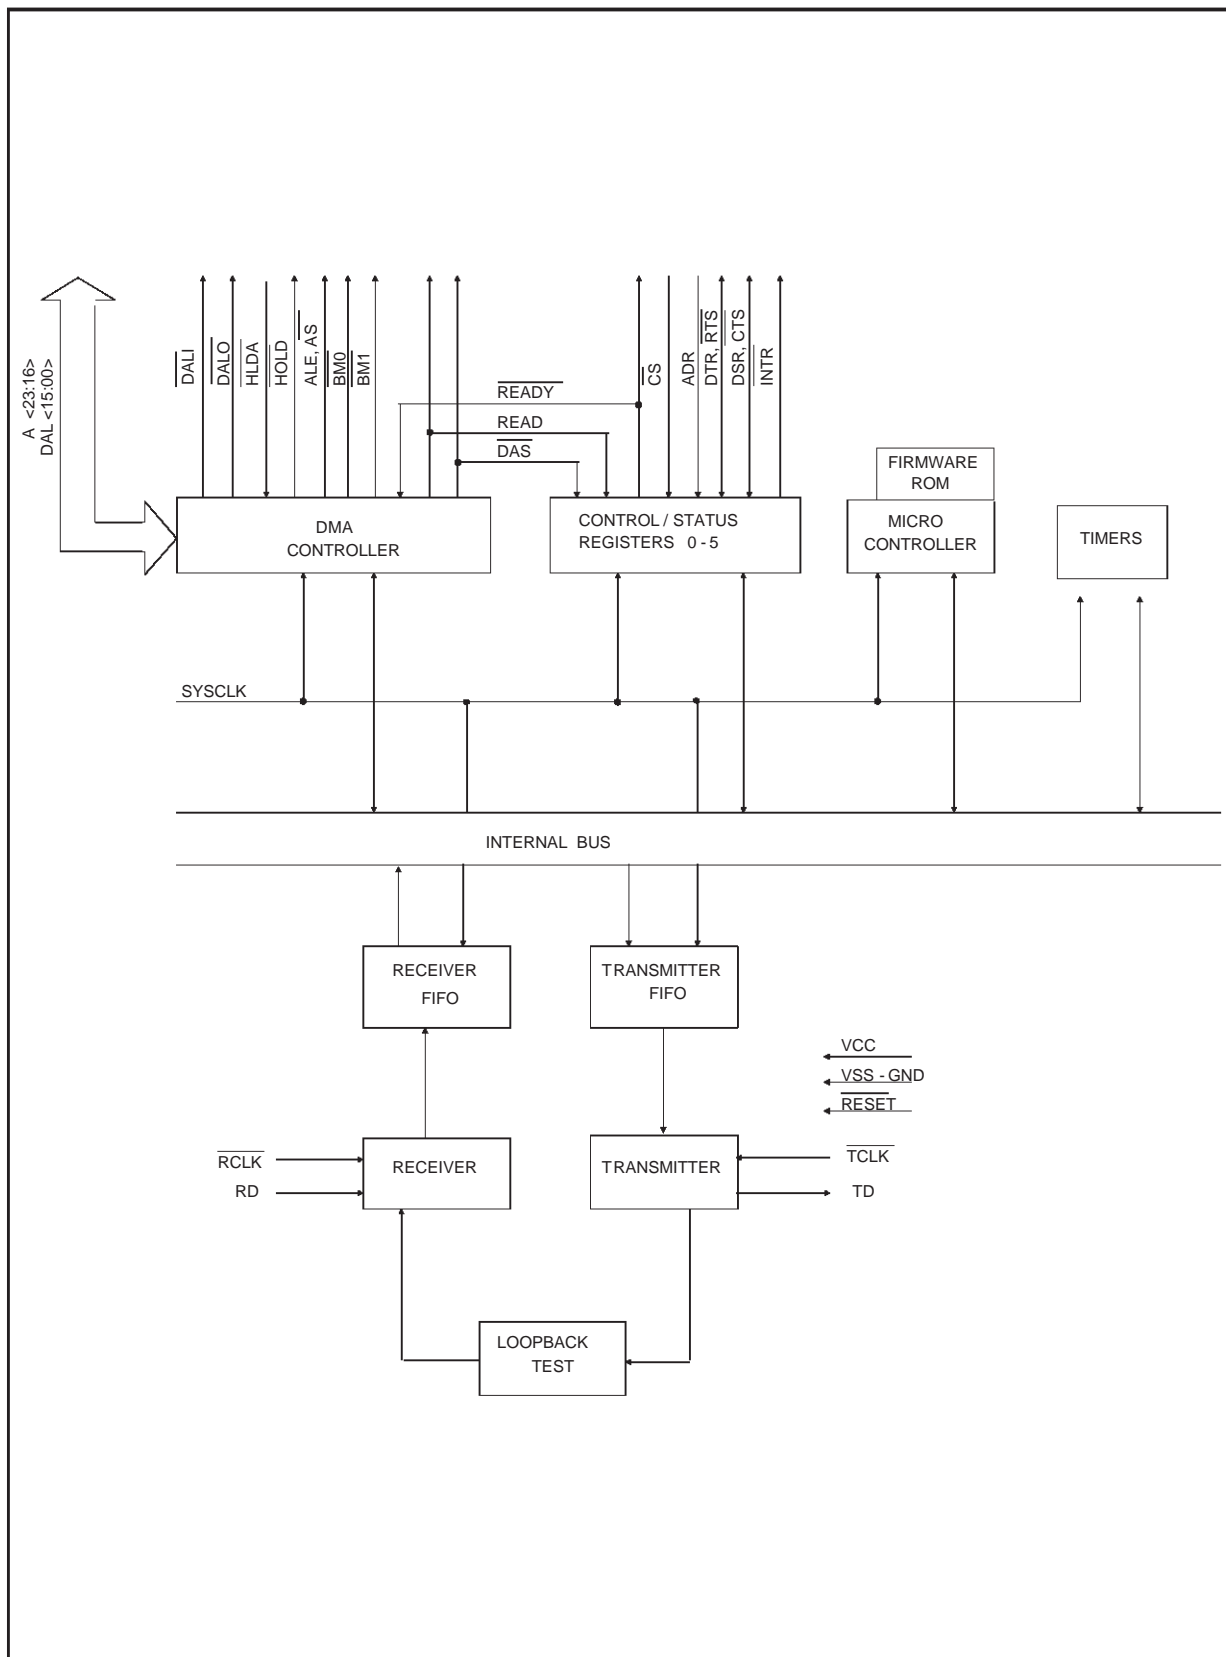 A <23:16>
DAL <15:00>
DALI
DALO
HLDA
HOLD
ALE, AS
BM0
BM1
READY
READ
DAS
CS
ADR
DTR, RTS
DSR, CTS
INTR
DMA
CONTROLLER
CONTROL / STATUS
REGISTERS 0 - 5
FIRMWARE
ROM
MICRO
CONTROLLER
TIMERS
SYSCLK
INTERNAL BUS
RECEIVER
FIFO
TRANSMITTER
FIFO
VCC
VSS - GND
RESET
RCLK
RD
RECEIVER
TRANSMITTER
TCLK
TD
LOOPBACK
TEST